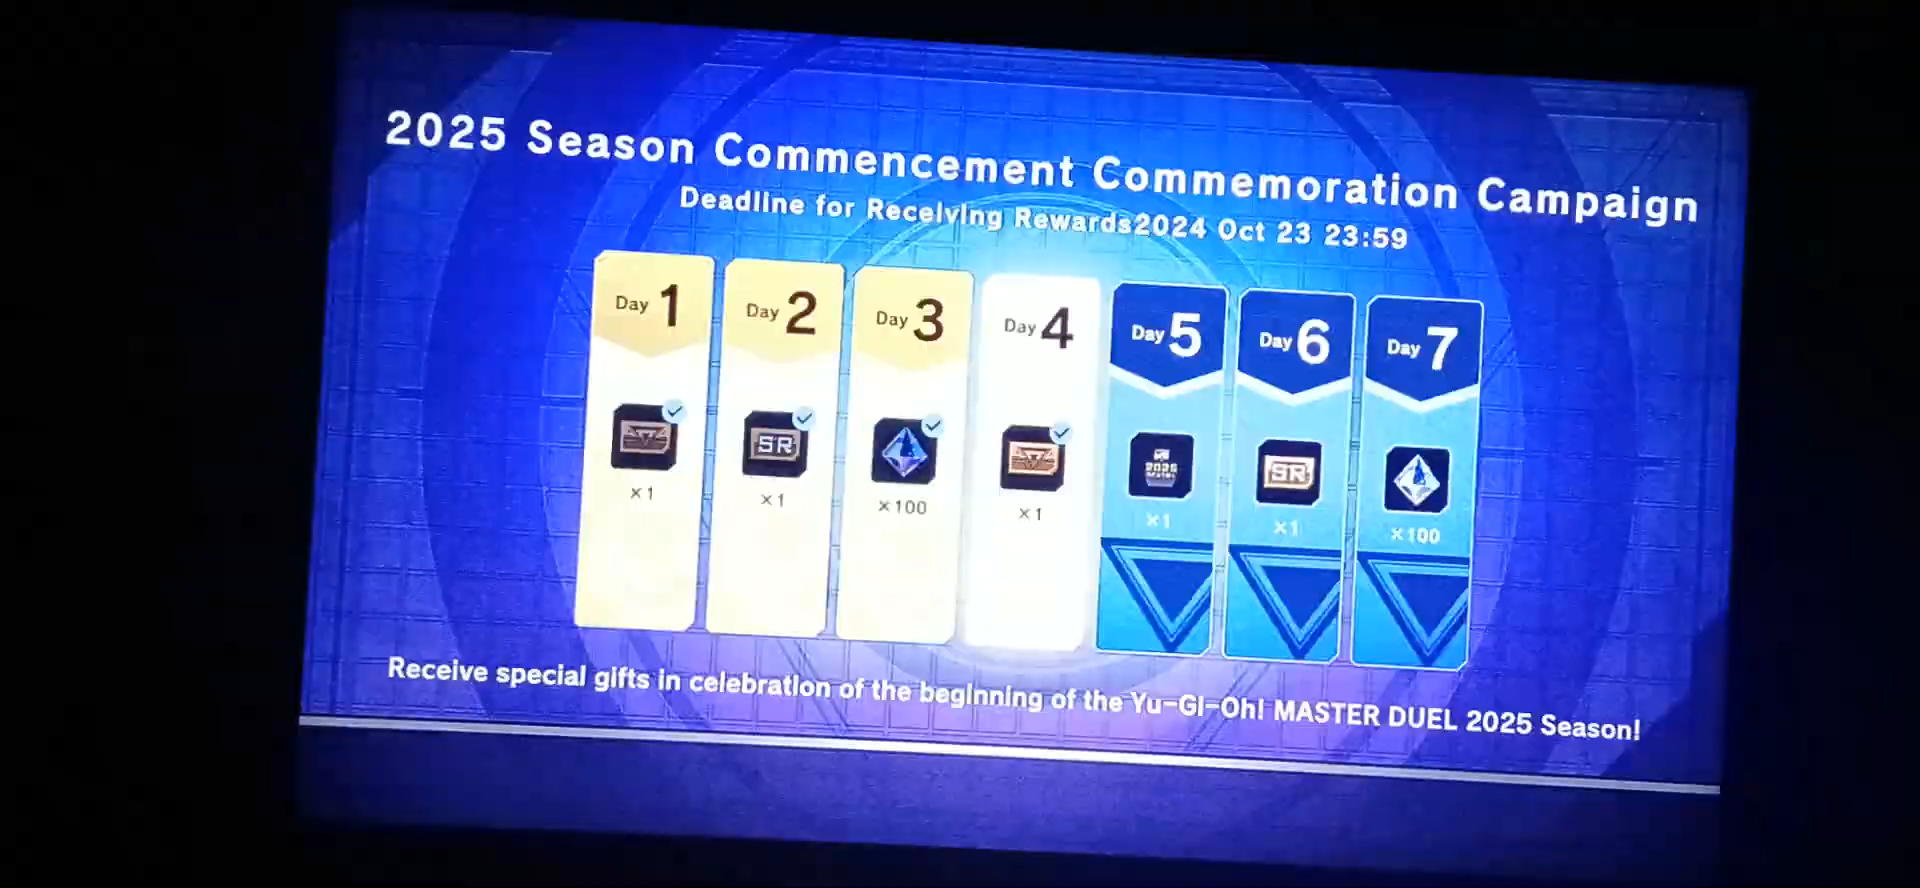 2025 Season Commencement Commemoration Campaign
Deadline for Receiving Rewards2024 Oct 23 23:59
Day 1
Day 2
Day 3
Day 4
Day 5
Day 6
Day 7
SR
2025
SR
×1
×1
×100
×1
×1
×1
×100
Receive special gifts in celebration of the beginning of the Yu-Gi-Oh! MASTER DUEL 2025 Season!